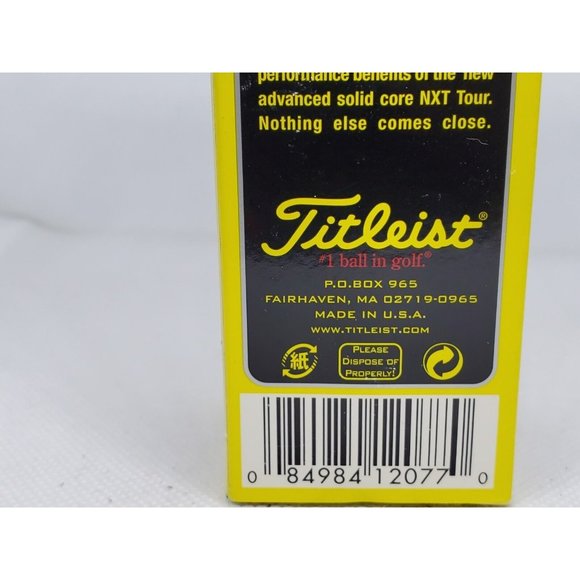 performance benefits of the new
advanced solid core NXT Tour.
Nothing else comes close.
Titleist®
#1 ball in golf.®
P.O.BOX 965
FAIRHAVEN, MA 02719-0965
MADE IN U.S.A.
WWW.TITLEIST.COM
紙
PLEASE
DISPOSE OF
PROPERLY!
0 84984 12077 0